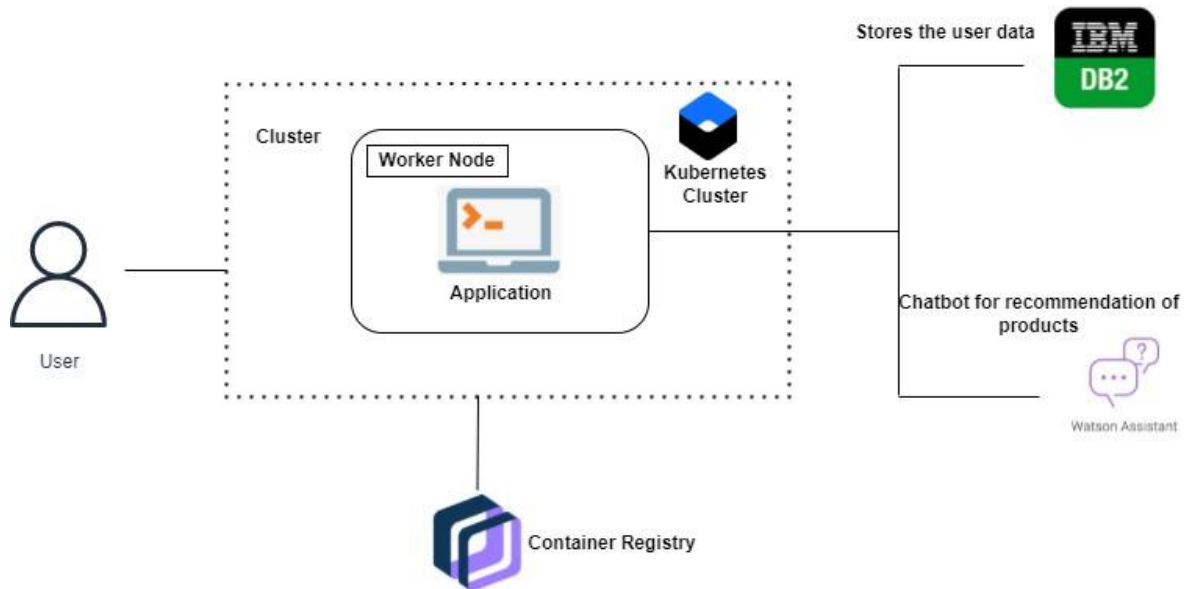 Stores the user data
IBM
DB2
Cluster
Worker Node
Kubernetes
Cluster
Application
User
Chatbot for recommendation of
products
?
Watson Assistant
Container Registry